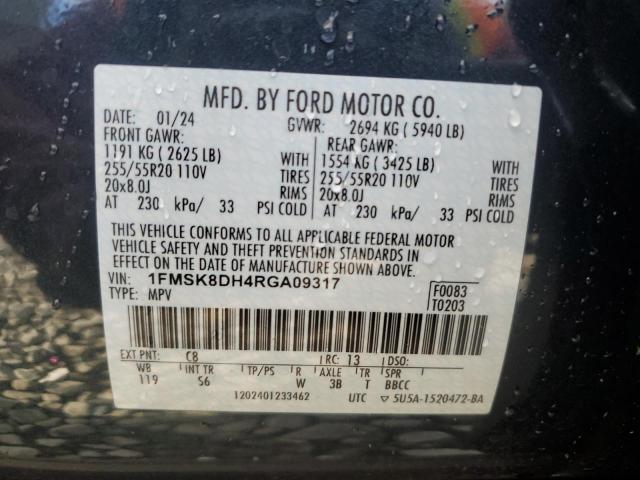 MFD. BY FORD MOTOR CO.
DATE: 01/24 GVWR: 2694 KG ( 5940 LB)
FRONT GAWR: REAR GAWR:
1191 KG ( 2625 LB) WITH 1554 KG ( 3425 LB) WITH
255/55R20 110V TIRES 255/55R20 110V TIRES
20x8.0J RIMS 20x8.0J RIMS
AT 230 kPa/ 33 PSI COLD AT 230 kPa/ 33 PSI COLD
THIS VEHICLE CONFORMS TO ALL APPLICABLE FEDERAL MOTOR
VEHICLE SAFETY AND THEFT PREVENTION STANDARDS IN
EFFECT ON THE DATE OF MANUFACTURE SHOWN ABOVE.
VIN: 1FMSK8DH4RGA09317 F0083
TYPE: MPV T0203
EXT PNT: C8 RC: 13 DSO:
WB INT TR TP/PS R AXLE TR SPR
119 S6 W 3B T BBCC
1202401233462 UTC ▽ 5U5A-1520472-BA